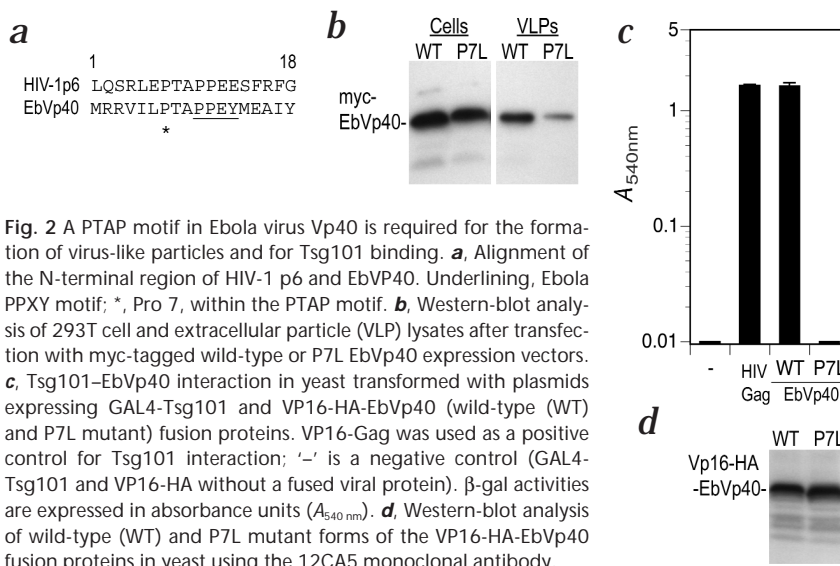 a
1 18
HIV-1p6 LQSRLEPTAPPEESFRFG
EbVp40 MRRVILPTAPPEYMEAIY
*
b
Cells VLPs
WT P7L WT P7L
myc-
EbVp40-
c
5
1
0.1
0.01
A540nm
- HIV WT P7L
Gag EbVp40
d
WT P7L
Vp16-HA
-EbVp40-
Fig. 2 A PTAP motif in Ebola virus Vp40 is required for the forma-
tion of virus-like particles and for Tsg101 binding. a, Alignment of
the N-terminal region of HIV-1 p6 and EbVP40. Underlining, Ebola
PPXY motif; *, Pro 7, within the PTAP motif. b, Western-blot analy-
sis of 293T cell and extracellular particle (VLP) lysates after transfec-
tion with myc-tagged wild-type or P7L EbVp40 expression vectors.
c, Tsg101–EbVp40 interaction in yeast transformed with plasmids
expressing GAL4-Tsg101 and VP16-HA-EbVp40 (wild-type (WT)
and P7L mutant) fusion proteins. VP16-Gag was used as a positive
control for Tsg101 interaction; ‘–’ is a negative control (GAL4-
Tsg101 and VP16-HA without a fused viral protein). β-gal activities
are expressed in absorbance units (A540 nm). d, Western-blot analysis
of wild-type (WT) and P7L mutant forms of the VP16-HA-EbVp40
fusion proteins in yeast using the 12CA5 monoclonal antibody